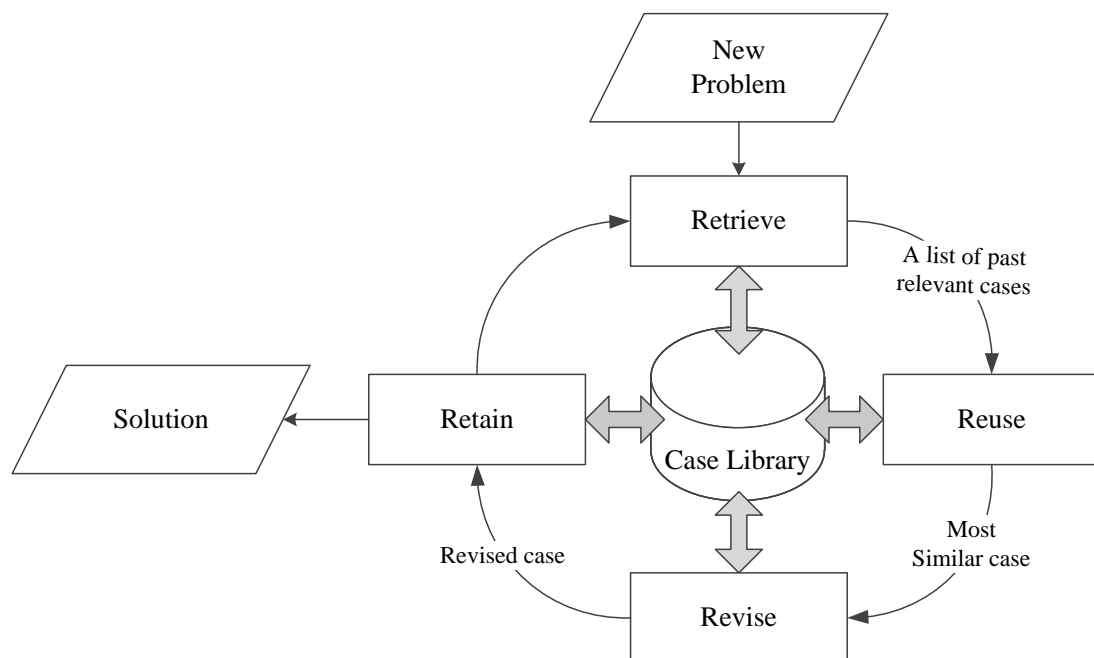 New
Problem
Retrieve
A list of past
relevant cases
Solution
Retain
Case Library
Reuse
Revised case
Most
Similar case
Revise